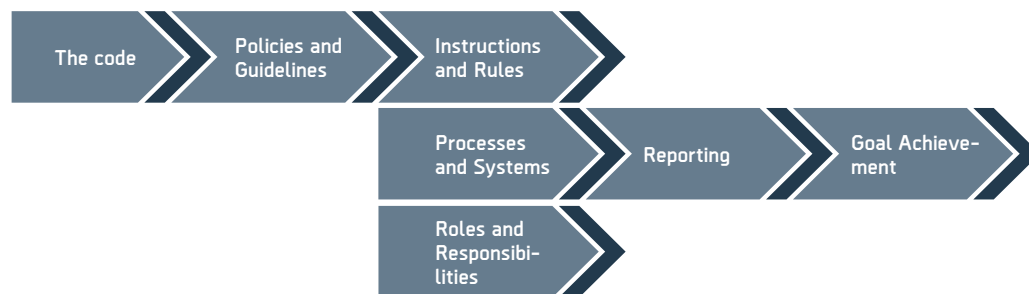 The code
Policies and
Guidelines
Instructions
and Rules
Processes
and Systems
Reporting
Goal Achieve-
ment
Roles and
Responsibi-
lities